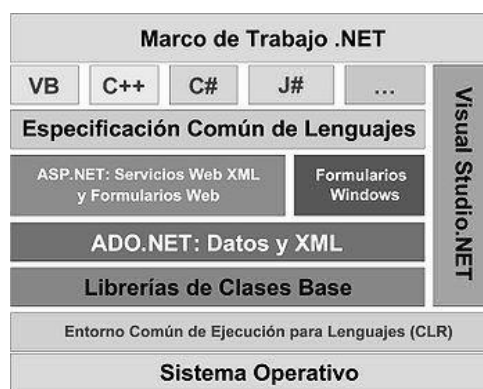 Marco de Trabajo .NET
VB C++ C# J# ...
Especificación Común de Lenguajes
ASP.NET: Servicios Web XML
y Formularios Web
Formularios
Windows
ADO.NET: Datos y XML
Librerías de Clases Base
Visual Studio.NET
Entorno Común de Ejecución para Lenguajes (CLR)
Sistema Operativo